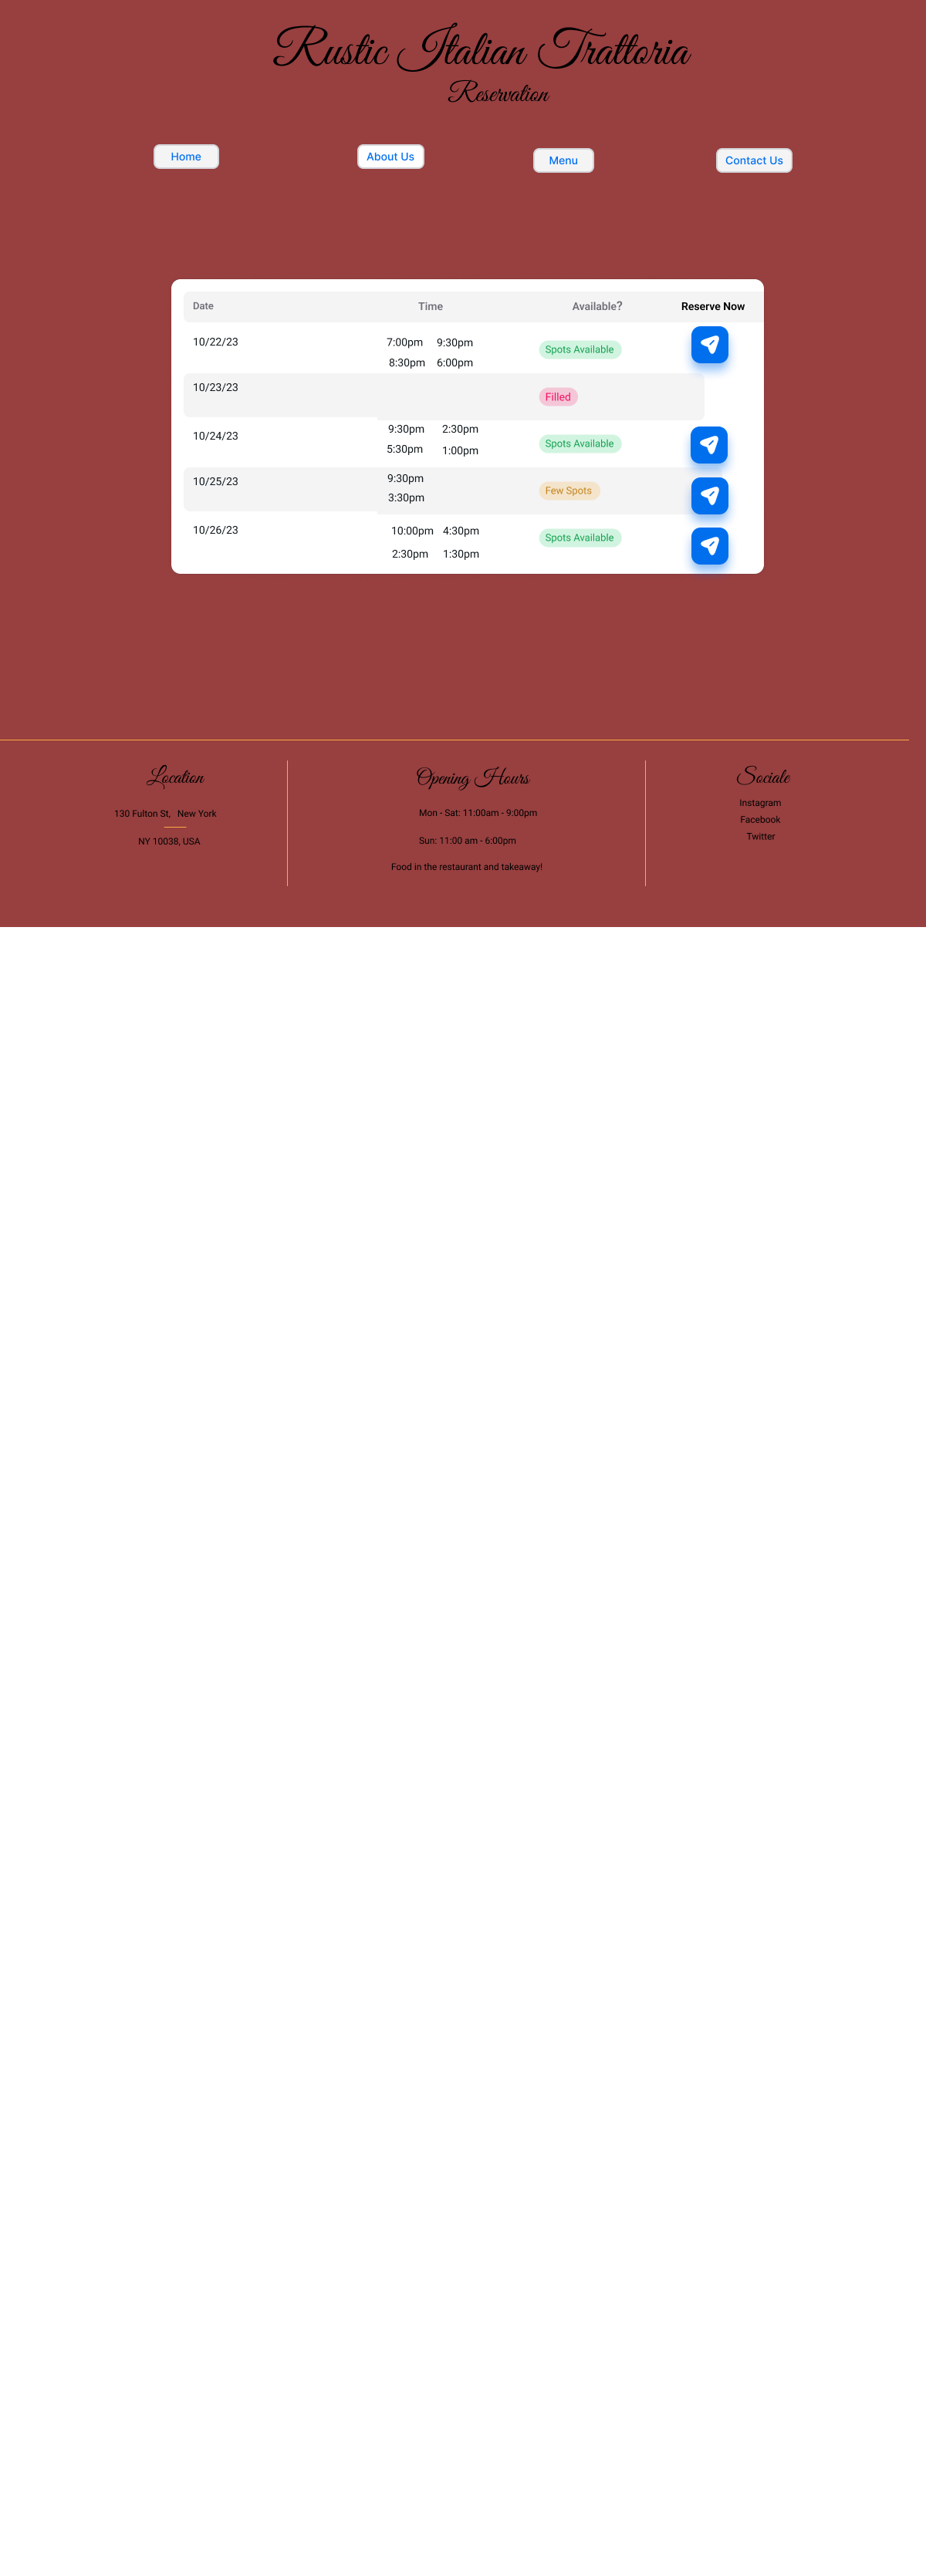 Rustic Italian Trattoria
Reservation
Home
About Us
Menu
Contact Us
Date
Time
Available?
Reserve Now
10/22/23
7:00pm 9:30pm
8:30pm 6:00pm
Spots Available
10/23/23
Filled
10/24/23
9:30pm 2:30pm
5:30pm 1:00pm
Spots Available
10/25/23
9:30pm
3:30pm
Few Spots
10/26/23
10:00pm 4:30pm
2:30pm 1:30pm
Spots Available
Location
130 Fulton St, New York
NY 10038, USA
Opening Hours
Mon - Sat: 11:00am - 9:00pm
Sun: 11:00 am - 6:00pm
Food in the restaurant and takeaway!
Sociale
Instagram
Facebook
Twitter